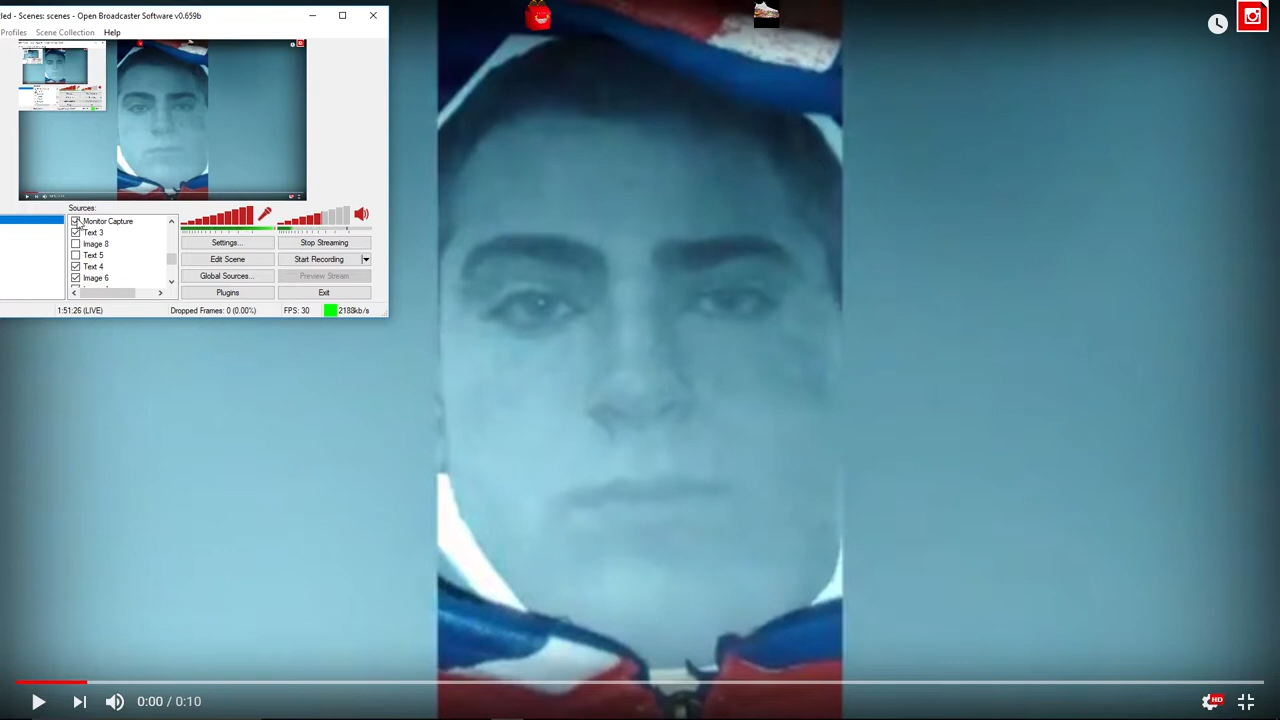 led - Scenes: scenes - Open Broadcaster Software v0.659b
Profiles Scene Collection Help
Sources:
Monitor Capture
Text 3
Image 8
Text 5
Text 4
Image 6
Settings... Stop Streaming
Edit Scene Start Recording
Global Sources... Preview Stream
Plugins Exit
1:51:26 (LIVE) Dropped Frames: 0 (0.00%) FPS: 30 2188kb/s
0:00 / 0:10
HD